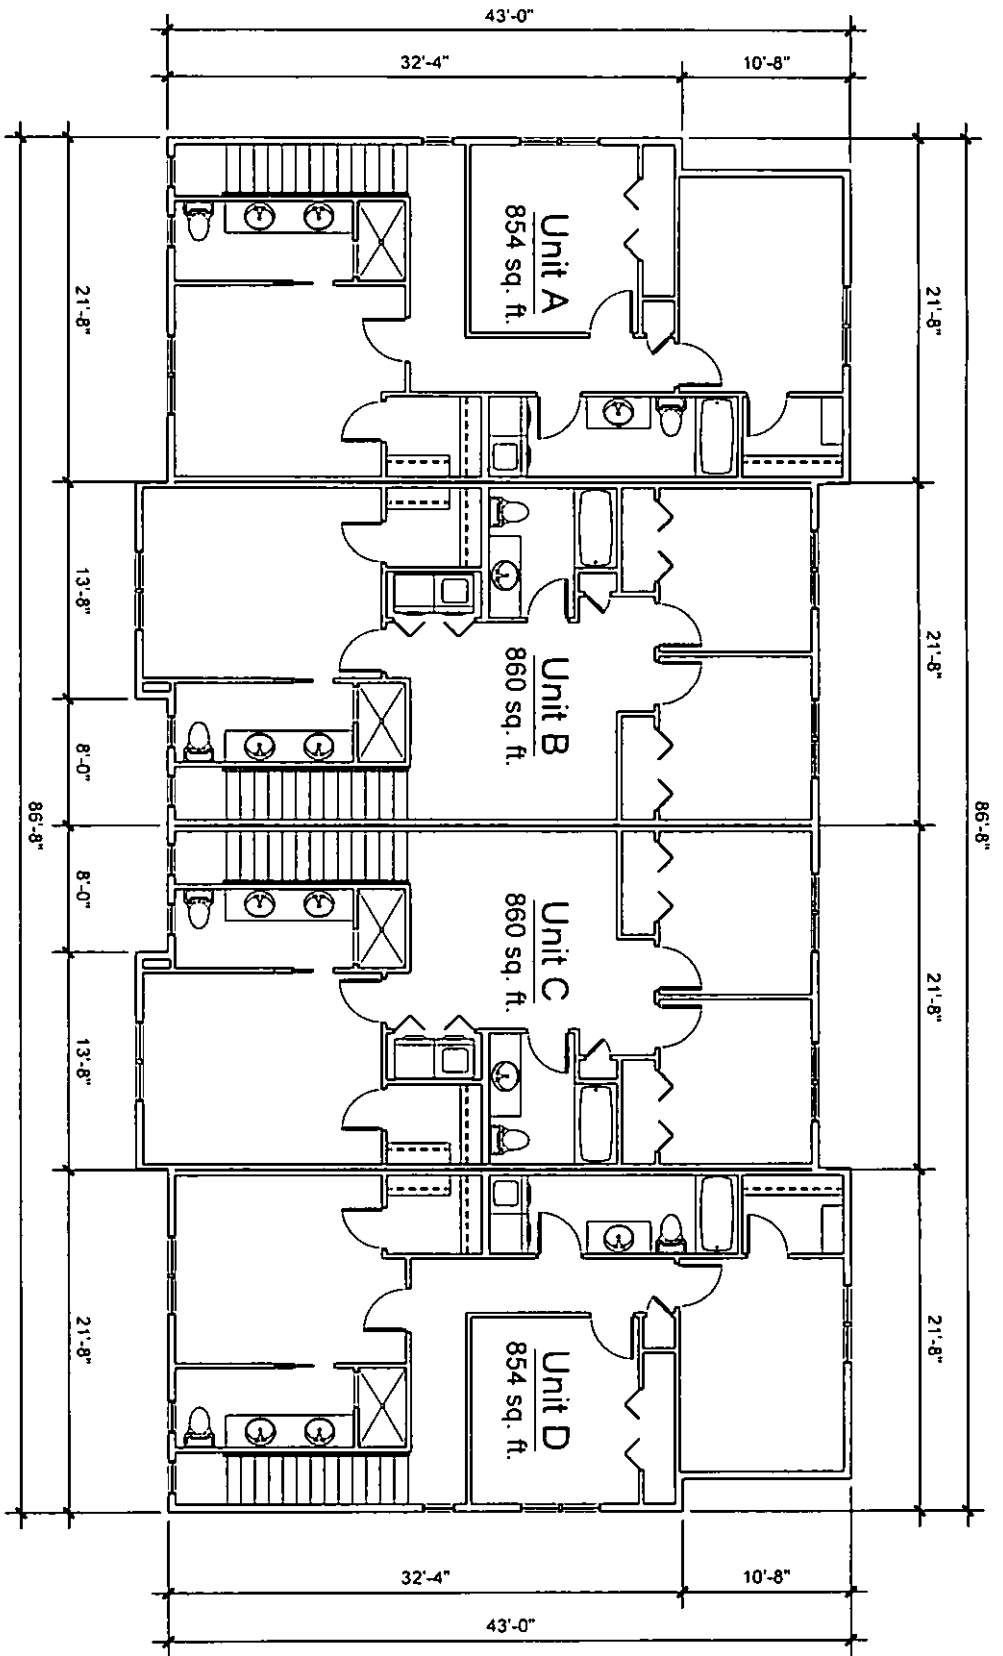 43'-0"
32'-4"
10'-8"
86'-8"
21'-8"
21'-8"
21'-8"
21'-8"
Unit A
854 sq. ft.
Unit B
860 sq. ft.
Unit C
860 sq. ft.
Unit D
854 sq. ft.
21'-8"
13'-8"
8'-0"
8'-0"
13'-8"
21'-8"
86'-8"
32'-4"
10'-8"
43'-0"